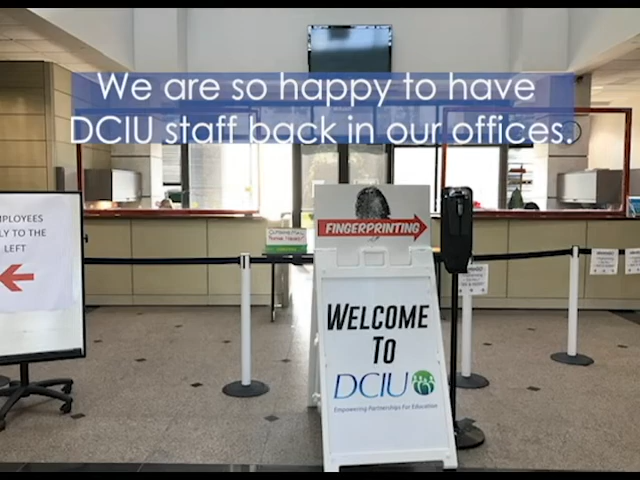 We are so happy to have
DCIU staff back in our offices.
FINGERPRINTING
MPLOYEES
LY TO THE
LEFT
WELCOME
TO
DCIU
Empowering Partnerships For Education